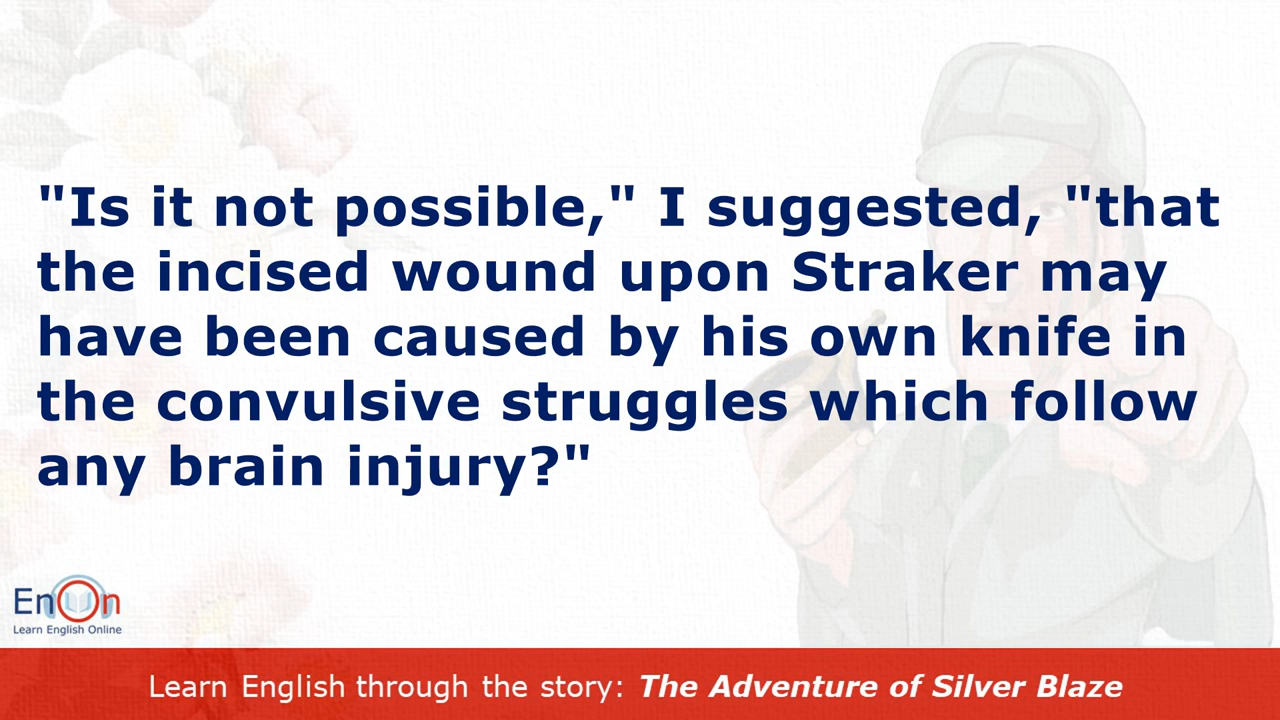 "Is it not possible," I suggested, "that
the incised wound upon Straker may
have been caused by his own knife in
the convulsive struggles which follow
any brain injury?"
EnOn
Learn English Online
Learn English through the story: The Adventure of Silver Blaze